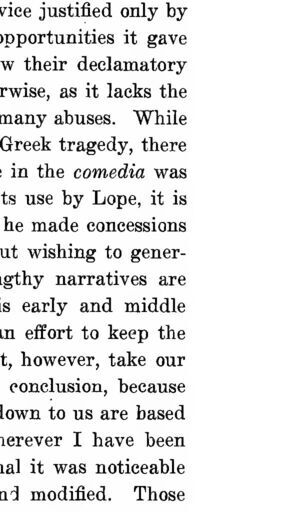 vice justified only by
opportunities it gave
w their declamatory
rwise, as it lacks the
many abuses. While
Greek tragedy, there
e in the comedia was
ts use by Lope, it is
he made concessions
ut wishing to gener-
ngthy narratives are
is early and middle
an effort to keep the
t, however, take our
conclusion, because
down to us are based
herever I have been
nal it was noticeable
and modified. Those